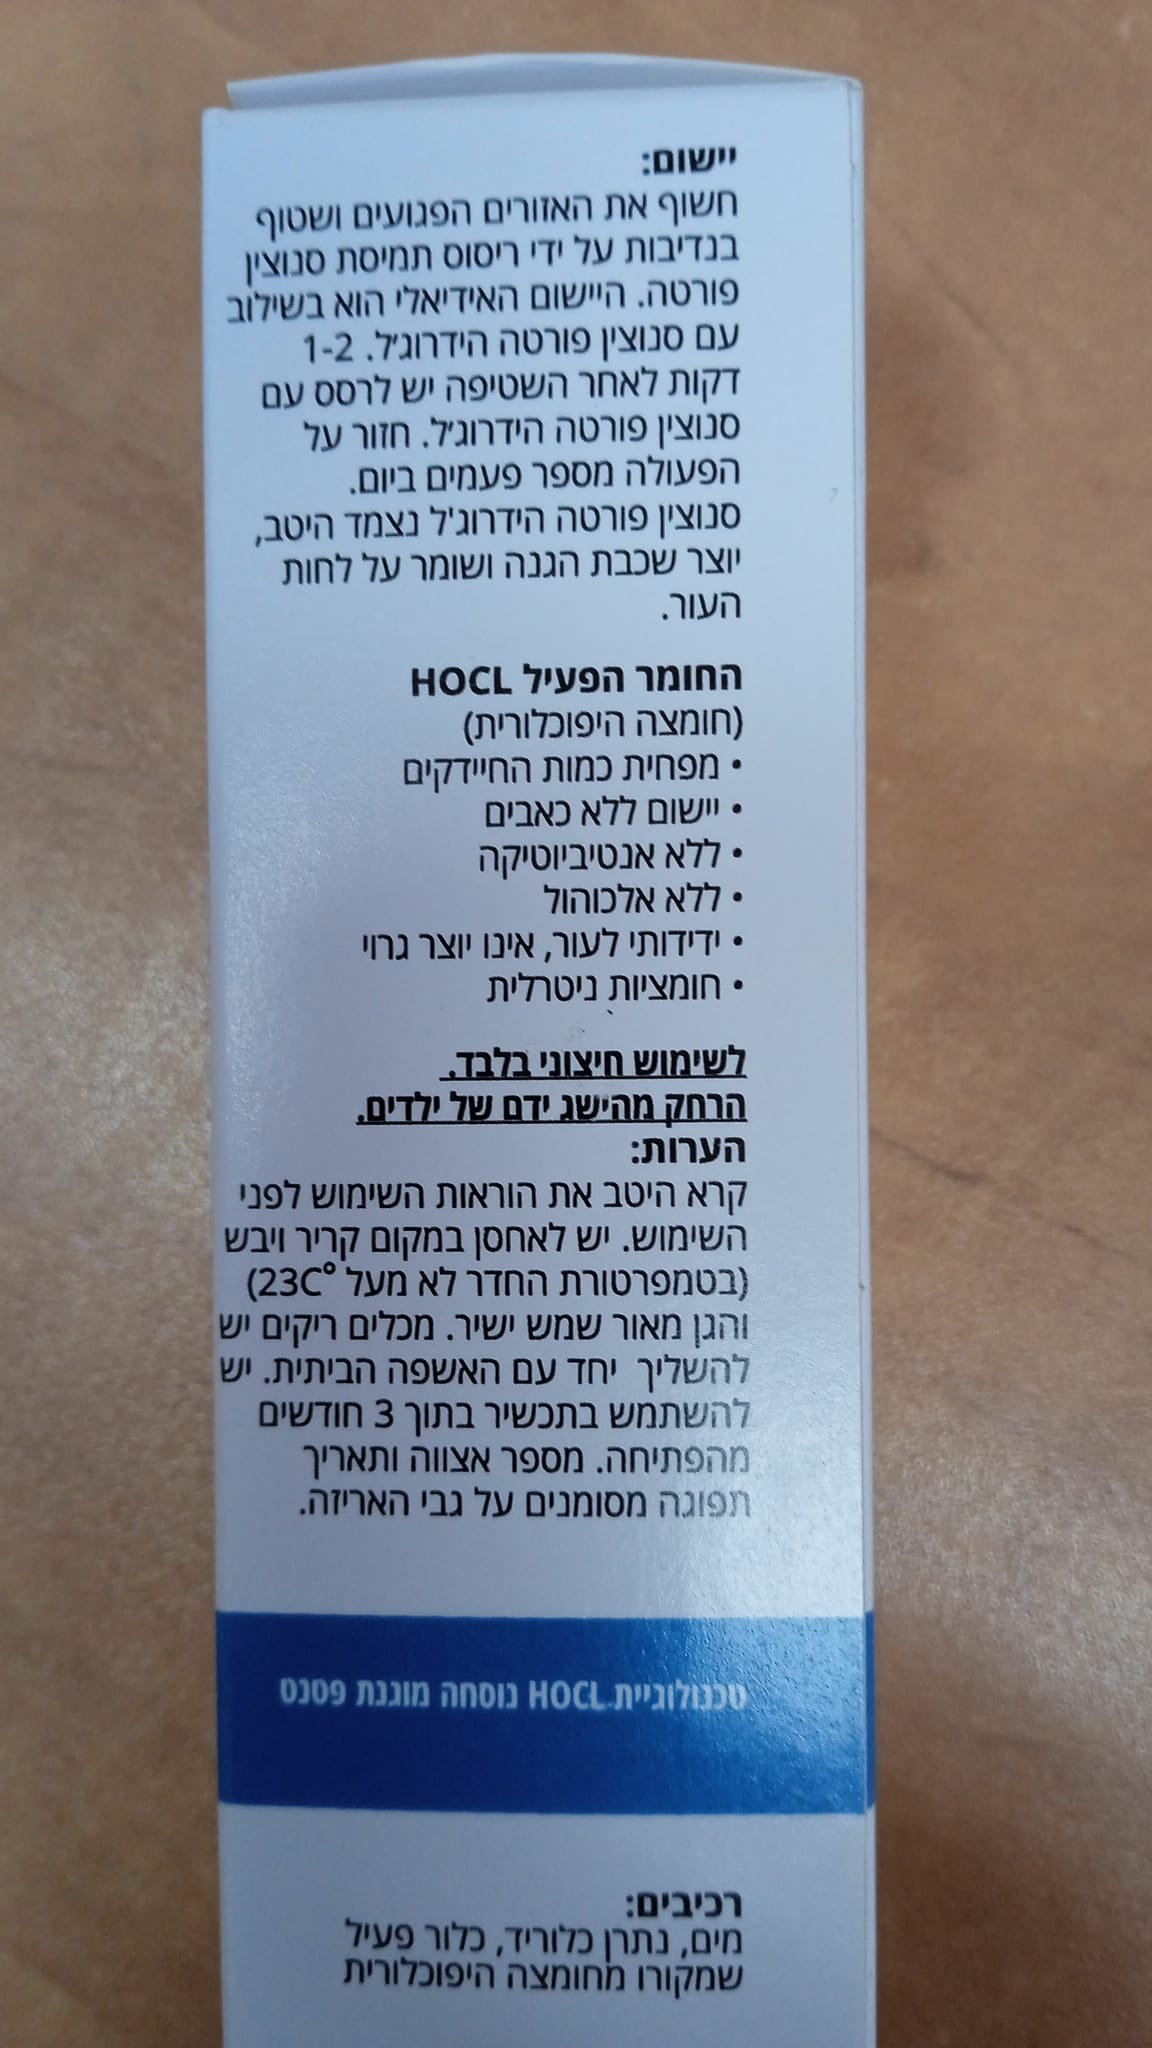 יישום:
חשוף את האזורים הפגועים ושטוף
בנדיבות על ידי ריסוס תמיסת סנוצין
פורטה. היישום האידיאלי הוא בשילוב
עם סנוצין פורטה הידרוג'ל. 1-2
דקות לאחר השטיפה יש לרסס עם
סנוצין פורטה הידרוג'ל. חזור על
הפעולה מספר פעמים ביום.
סנוצין פורטה הידרוג'ל נצמד היטב,
יוצר שכבת הגנה ושומר על לחות
העור.
החומר הפעיל HOCL
(חומצה היפוכלורית)
• מפחית כמות החיידקים
• יישום ללא כאבים
• ללא אנטיביוטיקה
• ללא אלכוהול
• ידידותי לעור, אינו יוצר גרוי
• חומציות ניטרלית
לשימוש חיצוני בלבד.
הרחק מהישג ידם של ילדים.
הערות:
קרא היטב את הוראות השימוש לפני
השימוש. יש לאחסן במקום קריר ויבש
(בטמפרטורת החדר לא מעל 23C°)
והגן מאור שמש ישיר. מכלים ריקים יש
להשליך יחד עם האשפה הביתית. יש
להשתמש בתכשיר בתוך 3 חודשים
מהפתיחה. מספר אצווה ותאריך
תפוגה מסומנים על גבי האריזה.
טכנולוגיית HOCL נוסחה מוגנת פטנט
רכיבים:
מים, נתרן כלוריד, כלור פעיל
שמקורו מחומצה היפוכלורית